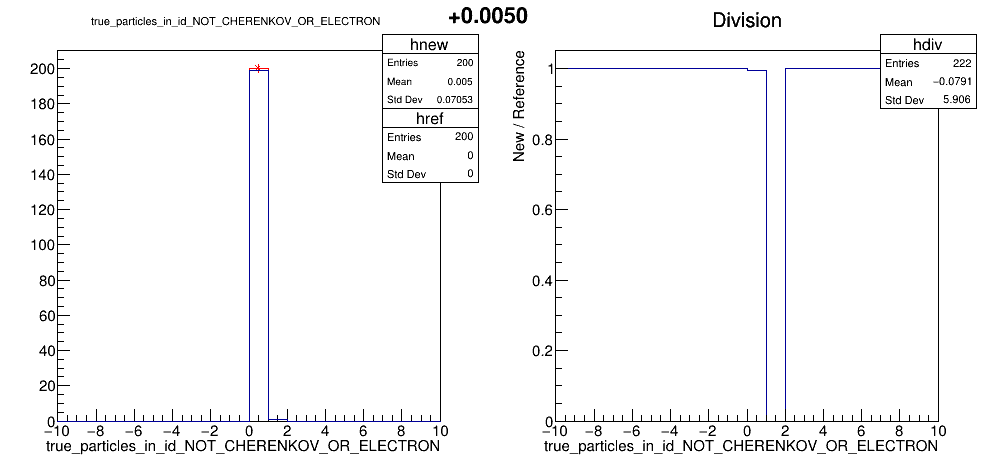 true_particles_in_id_NOT_CHERENKOV_OR_ELECTRON
+0.0050
hnew
Entries 200
Mean 0.005
Std Dev 0.07053
href
Entries 200
Mean 0
Std Dev 0
200
180
160
140
120
100
80
60
40
20
0
−10 −8 −6 −4 −2 0 2 4 6 8 10
true_particles_in_id_NOT_CHERENKOV_OR_ELECTRON
Division
hdiv
Entries 222
Mean −0.0791
Std Dev 5.906
New / Reference
1
0.8
0.6
0.4
0.2
0
−10 −8 −6 −4 −2 0 2 4 6 8 10
true_particles_in_id_NOT_CHERENKOV_OR_ELECTRON